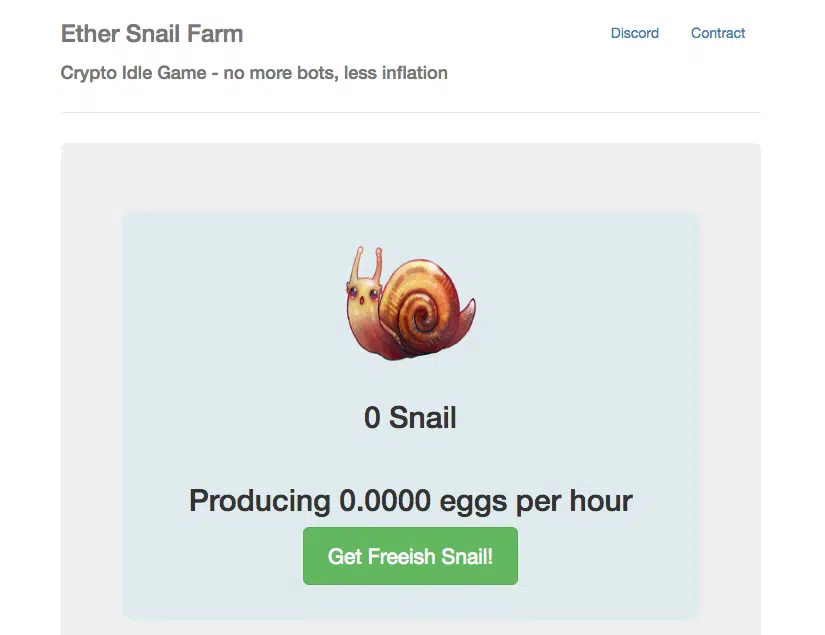 Ether Snail Farm
Discord
Contract
Crypto Idle Game - no more bots, less inflation
0 Snail
Producing 0.0000 eggs per hour
Get Freeish Snail!